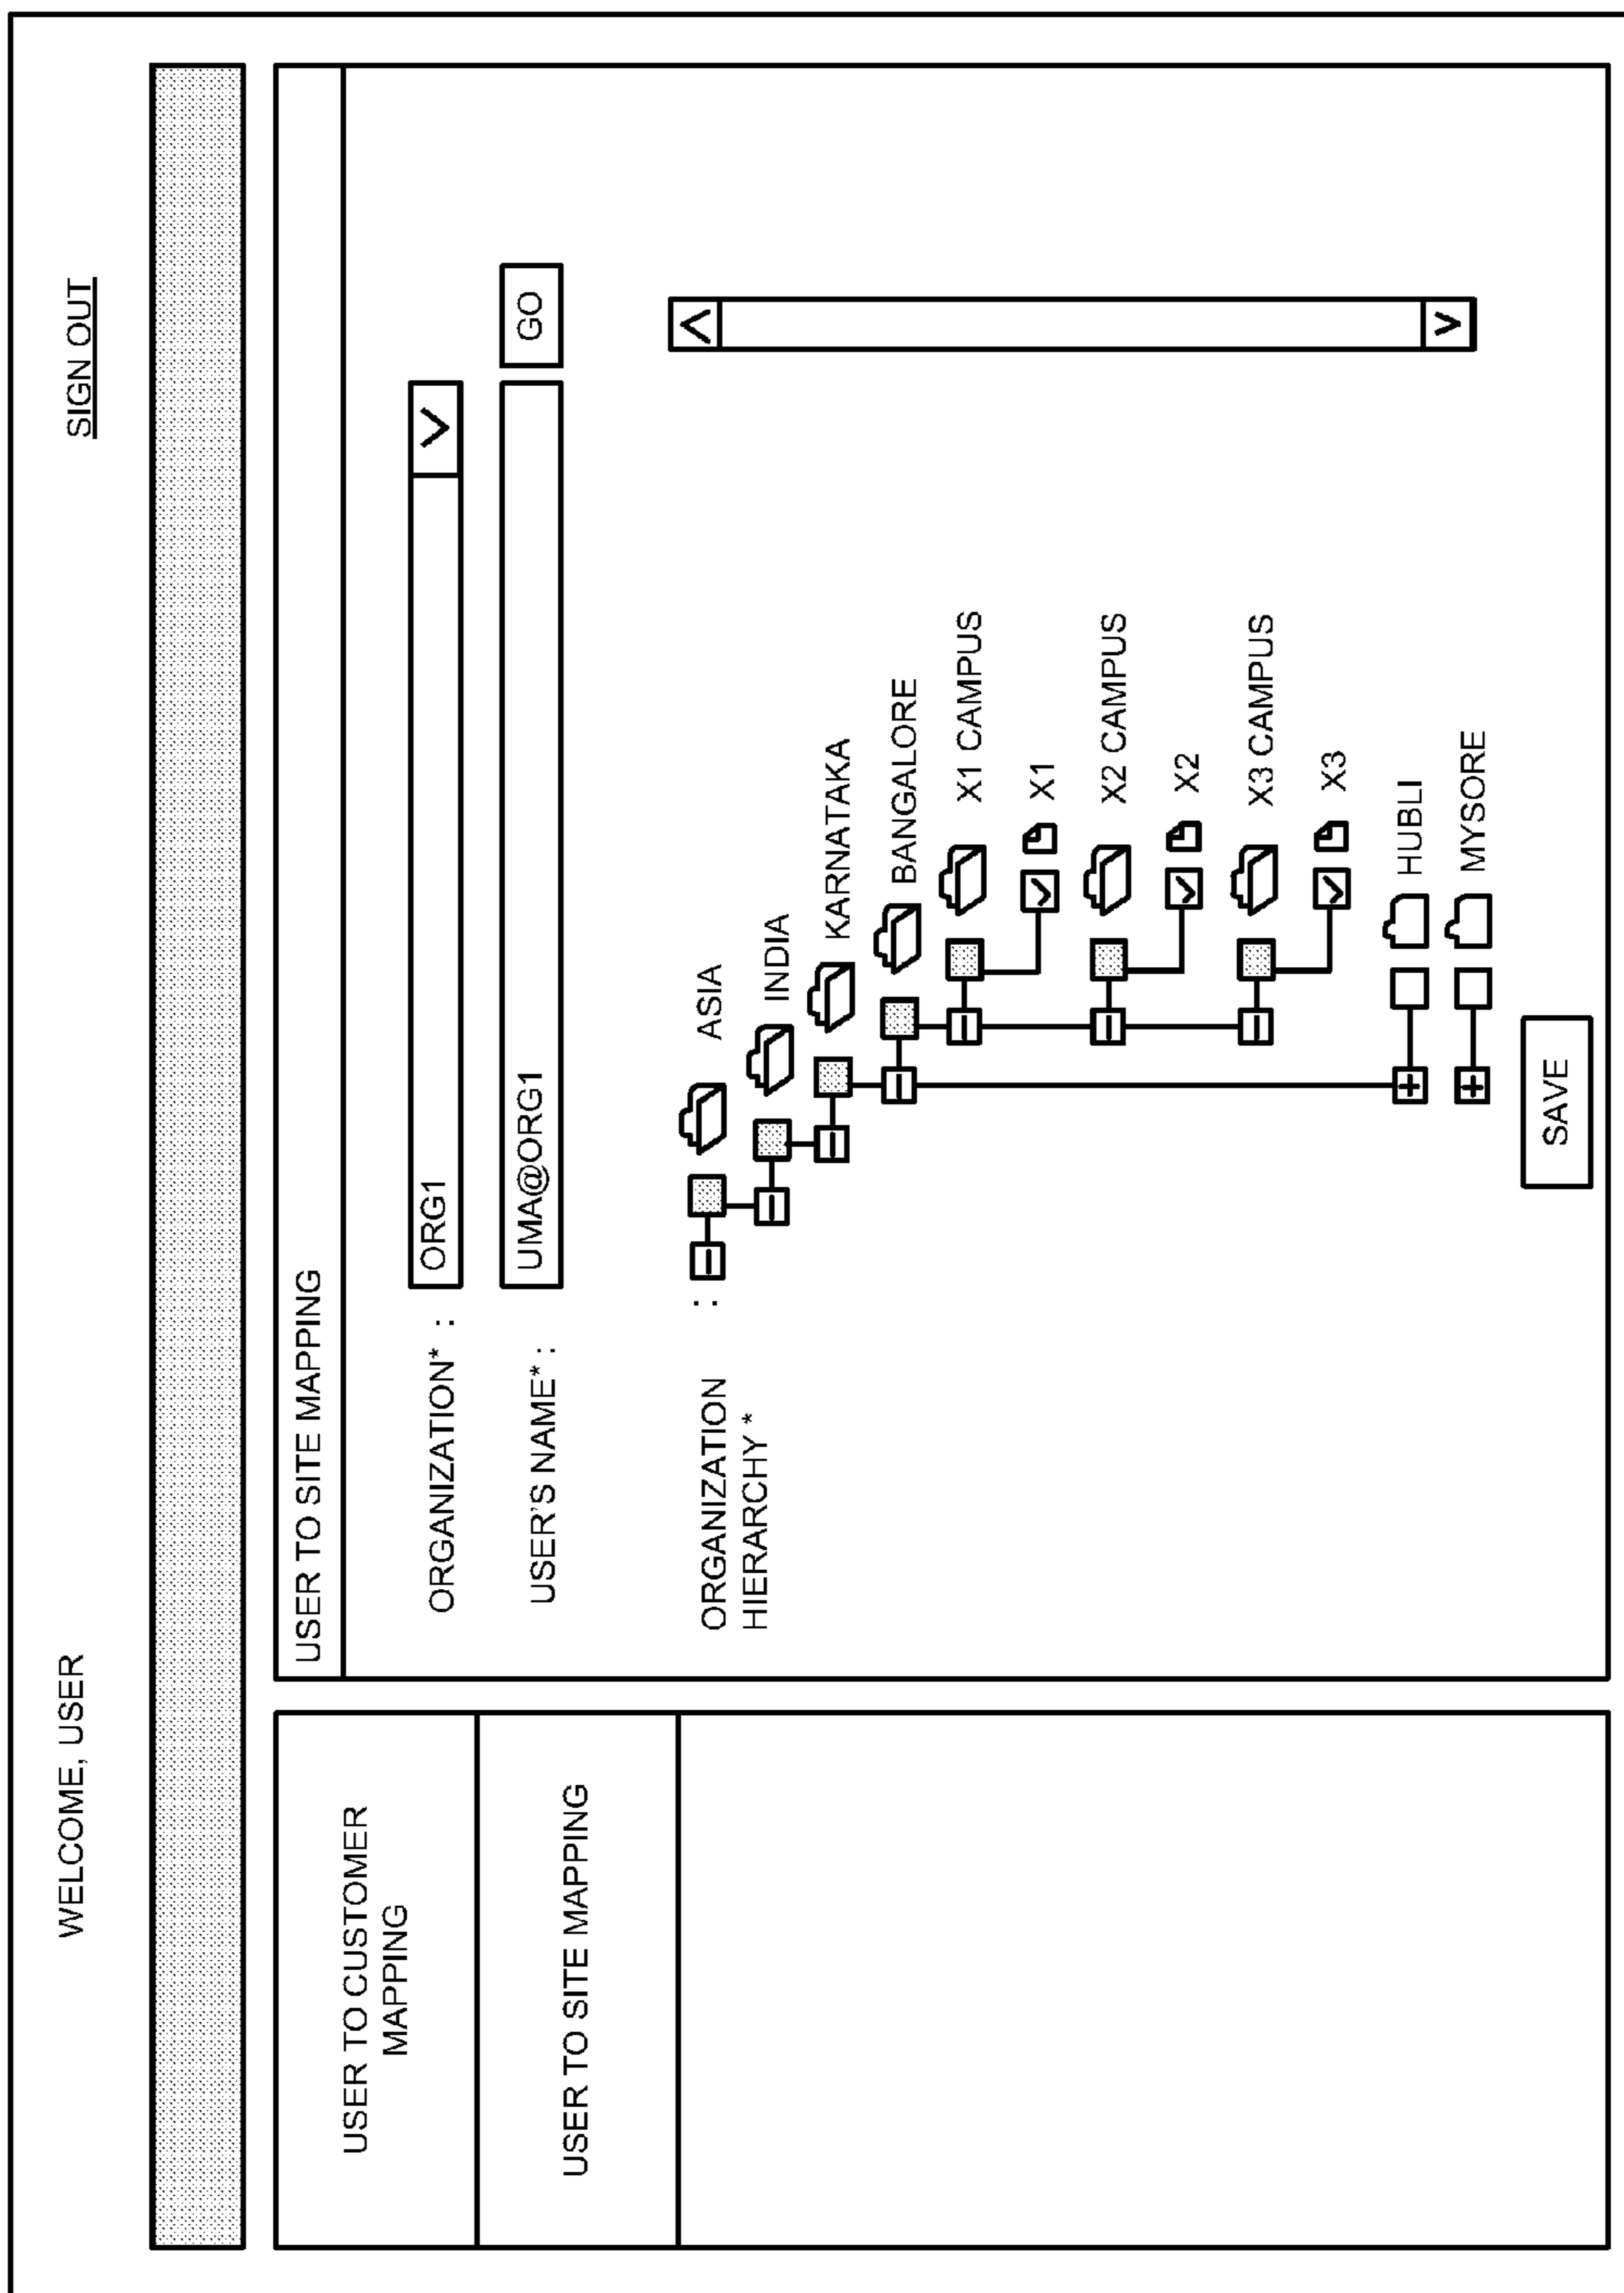 WELCOME, USER
SIGN OUT
USER TO CUSTOMER
MAPPING
USER TO SITE MAPPING
USER TO SITE MAPPING
ORGANIZATION* : ORG1
USER'S NAME* : UMA@ORG1 GO
ORGANIZATION
HIERARCHY *
:
ASIA
INDIA
KARNATAKA
BANGALORE
X1 CAMPUS
X1
X2 CAMPUS
X2
X3 CAMPUS
X3
HUBLI
MYSORE
SAVE